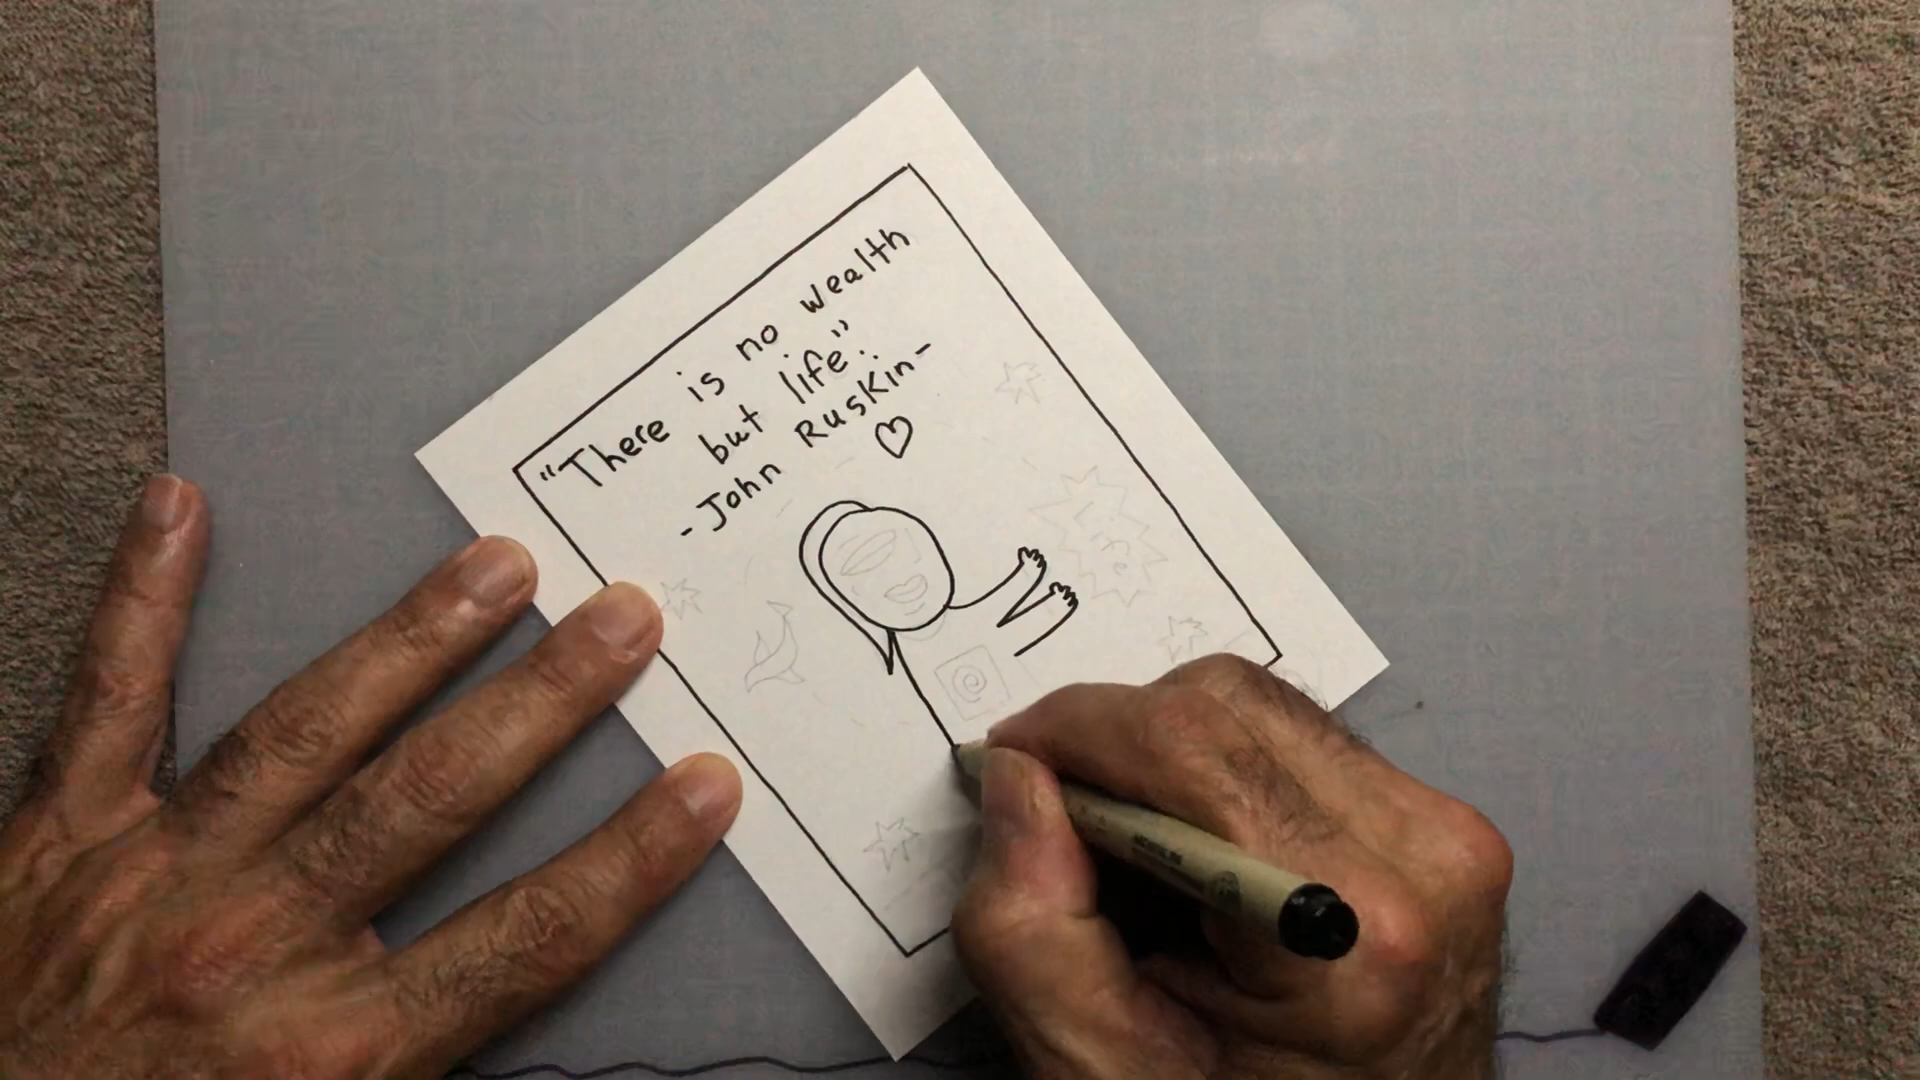 "There is no wealth
but life."
- John Ruskin -